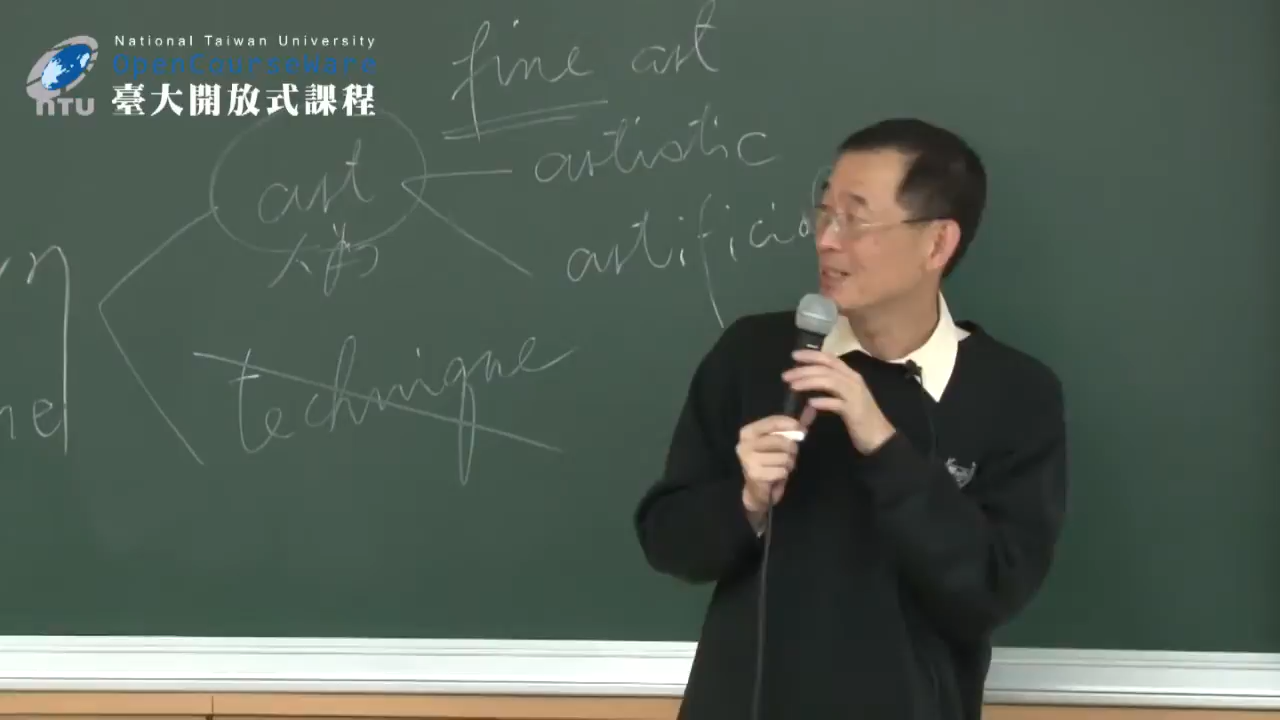 National Taiwan University
OpenCourseWare
NTU 臺大開放式課程
fine art
art
artistic
人為
artificial
technique